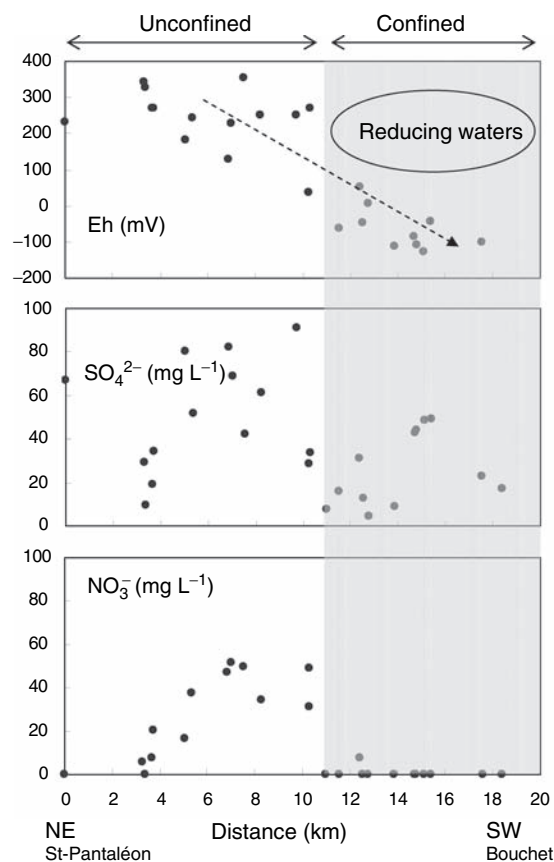 Unconfined Confined
400
300
200
100
0
−100
−200
Reducing waters
Eh (mV)
100
80
60
40
20
0
SO₄²⁻ (mg L⁻¹)
100
80
60
40
20
0
NO₃⁻ (mg L⁻¹)
0 2 4 6 8 10 12 14 16 18 20
NE Distance (km) SW
St-Pantaléon Bouchet